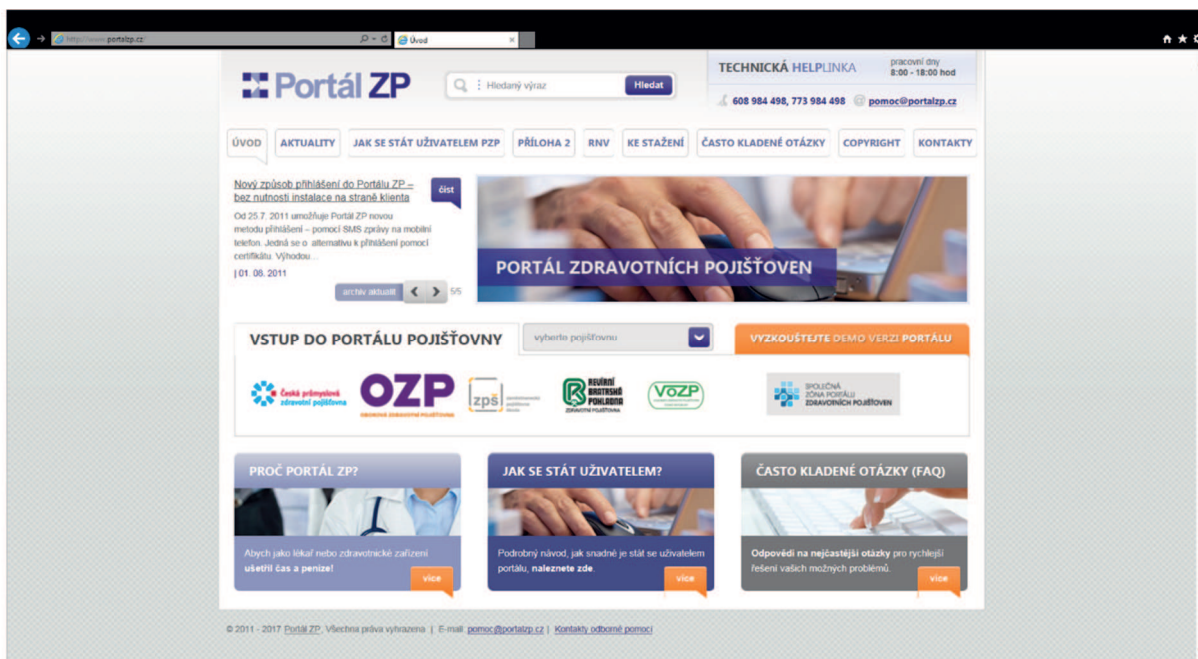 http://www.portalzp.cz/
Úvod
Portál ZP
Hledaný výraz
Hledat
TECHNICKÁ HELPLINKA
pracovní dny
8:00 - 18:00 hod
608 984 498, 773 984 498
pomoc@portalzp.cz
ÚVOD
AKTUALITY
JAK SE STÁT UŽIVATELEM PZP
PŘÍLOHA 2
RNV
KE STAŽENÍ
ČASTO KLADENÉ OTÁZKY
COPYRIGHT
KONTAKTY
Nový způsob přihlášení do Portálu ZP –
bez nutnosti instalace na straně klienta
číst
Od 25.7. 2011 umožňuje Portál ZP novou
metodu přihlášení – pomocí SMS zprávy na mobilní
telefon. Jedná se o alternativu k přihlášení pomocí
certifikátu. Výhodou...
| 01. 08. 2011
archiv aktualit
5/5
PORTÁL ZDRAVOTNÍCH POJIŠŤOVEN
VSTUP DO PORTÁLU POJIŠŤOVNY
vyberte pojišťovnu
VYZKOUŠTEJTE DEMO VERZI PORTÁLU
Česká průmyslová
zdravotní pojišťovna
OZP
OBOROVÁ ZDRAVOTNÍ POJIŠŤOVNA
zpš
REVÍRNÍ
BRATRSKÁ
POKLADNA
ZDRAVOTNÍ POJIŠŤOVNA
VoZP
SPOLEČNÁ
ZÓNA PORTÁLU
ZDRAVOTNÍCH POJIŠŤOVEN
PROČ PORTÁL ZP?
Abych jako lékař nebo zdravotnické zařízení
ušetřil čas a peníze!
více
JAK SE STÁT UŽIVATELEM?
Podrobný návod, jak snadné je stát se uživatelem
portálu, naleznete zde.
více
ČASTO KLADENÉ OTÁZKY (FAQ)
Odpovědi na nejčastější otázky pro rychlejší
řešení vašich možných problémů.
více
© 2011 - 2017 Portál ZP, Všechna práva vyhrazena | E-mail: pomoc@portalzp.cz | Kontakty odborné pomoci